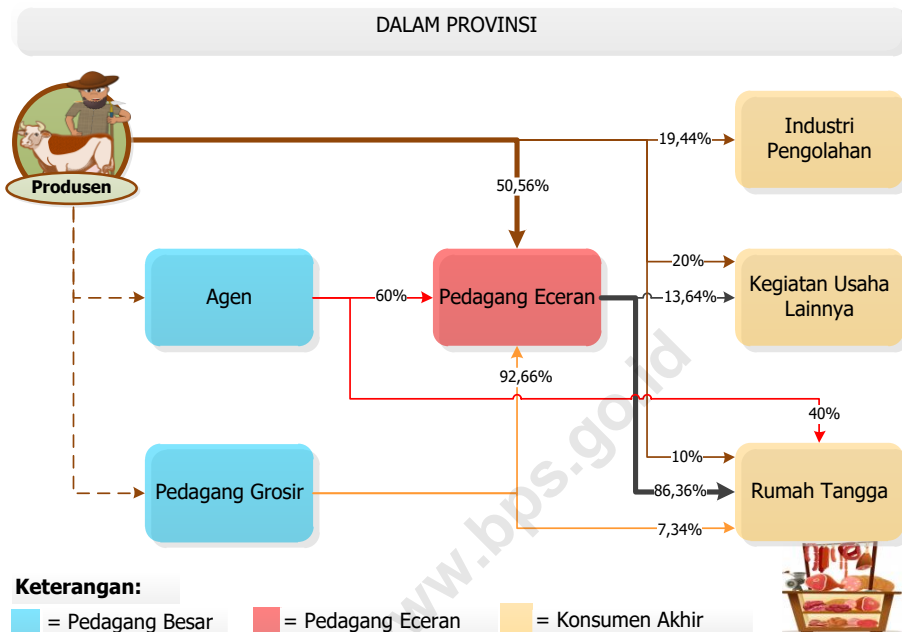 DALAM PROVINSI
Produsen
19,44%
Industri
Pengolahan
50,56%
Agen
60%
Pedagang Eceran
20%
13,64%
Kegiatan Usaha
Lainnya
92,66%
40%
Pedagang Grosir
10%
86,36%
7,34%
Rumah Tangga
www.bps.go.id
Keterangan:
= Pedagang Besar
= Pedagang Eceran
= Konsumen Akhir